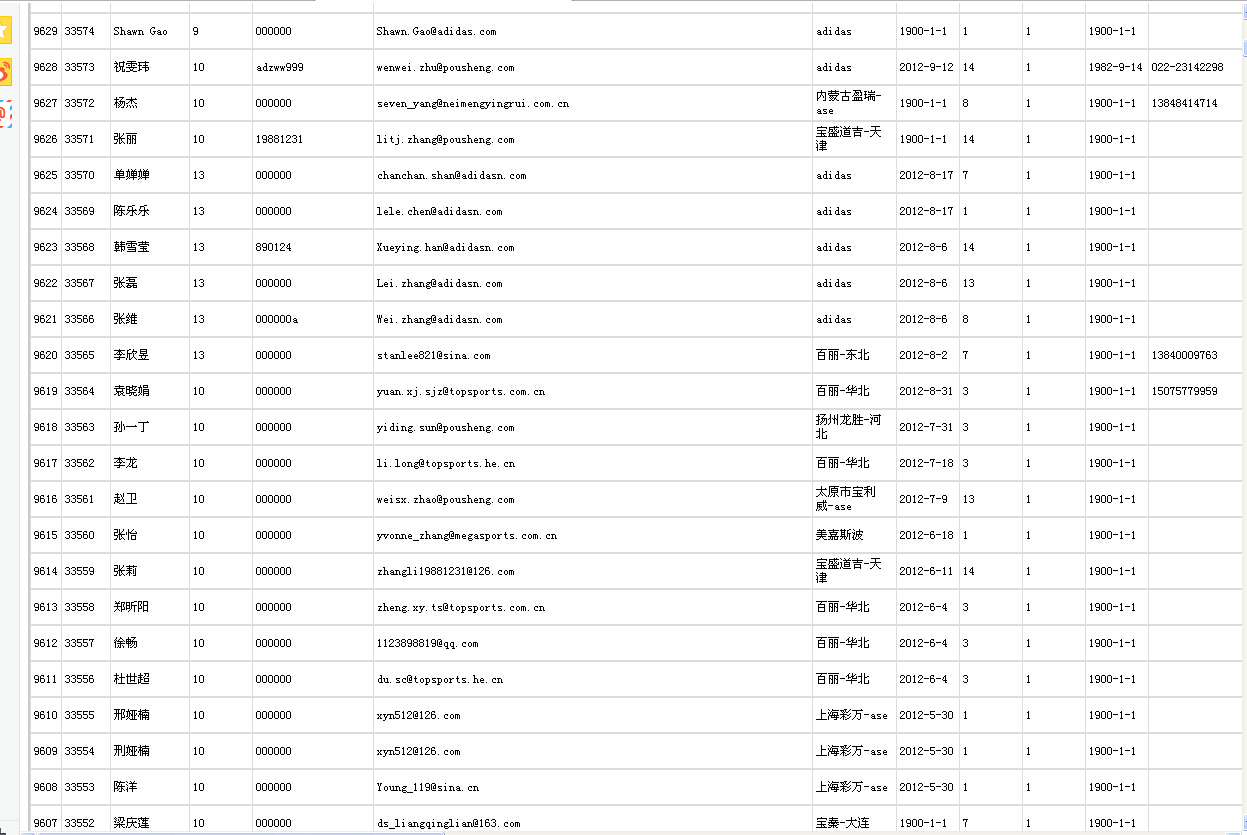 9629 33574 Shawn Gao 9 000000 Shawn.Gao@adidas.com adidas 1900-1-1 1 1 1900-1-1
9628 33573 祝雯玮 10 adzww999 wenwei.zhu@pousheng.com adidas 2012-9-12 14 1 1982-9-14 022-23142298
9627 33572 杨杰 10 000000 seven_yang@neimengyingrui.com.cn 内蒙古盈瑞-ase 1900-1-1 8 1 1900-1-1 13848414714
9626 33571 张丽 10 19881231 litj.zhang@pousheng.com 宝盛道吉-天津 1900-1-1 14 1 1900-1-1
9625 33570 单婵婵 13 000000 chanchan.shan@adidasn.com adidas 2012-8-17 7 1 1900-1-1
9624 33569 陈乐乐 13 000000 lele.chen@adidasn.com adidas 2012-8-17 1 1 1900-1-1
9623 33568 韩雪莹 13 890124 Xueying.han@adidasn.com adidas 2012-8-6 14 1 1900-1-1
9622 33567 张磊 13 000000 Lei.zhang@adidasn.com adidas 2012-8-6 13 1 1900-1-1
9621 33566 张维 13 000000a Wei.zhang@adidasn.com adidas 2012-8-6 8 1 1900-1-1
9620 33565 李欣昱 13 000000 stanlee821@sina.com 百丽-东北 2012-8-2 7 1 1900-1-1 13840009763
9619 33564 袁晓娟 10 000000 yuan.xj.sjz@topsports.com.cn 百丽-华北 2012-8-31 3 1 1900-1-1 15075779959
9618 33563 孙一丁 10 000000 yiding.sun@pousheng.com 扬州龙胜-河北 2012-7-31 3 1 1900-1-1
9617 33562 李龙 10 000000 li.long@topsports.he.cn 百丽-华北 2012-7-18 3 1 1900-1-1
9616 33561 赵卫 10 000000 weisx.zhao@pousheng.com 太原市宝利威-ase 2012-7-9 13 1 1900-1-1
9615 33560 张怡 10 000000 yvonne_zhang@megasports.com.cn 美嘉斯波 2012-6-18 1 1 1900-1-1
9614 33559 张莉 10 000000 zhangli19881231@126.com 宝盛道吉-天津 2012-6-11 14 1 1900-1-1
9613 33558 郑昕阳 10 000000 zheng.xy.ts@topsports.com.cn 百丽-华北 2012-6-4 3 1 1900-1-1
9612 33557 徐畅 10 000000 1123898819@qq.com 百丽-华北 2012-6-4 3 1 1900-1-1
9611 33556 杜世超 10 000000 du.sc@topsports.he.cn 百丽-华北 2012-6-4 3 1 1900-1-1
9610 33555 邢娅楠 10 000000 xyn512@126.com 上海彩万-ase 2012-5-30 1 1 1900-1-1
9609 33554 刑娅楠 10 000000 xyn512@126.com 上海彩万-ase 2012-5-30 1 1 1900-1-1
9608 33553 陈洋 10 000000 Young_119@sina.cn 上海彩万-ase 2012-5-30 1 1 1900-1-1
9607 33552 梁庆莲 10 000000 ds_liangqinglian@163.com 宝秦-大连 1900-1-1 7 1 1900-1-1